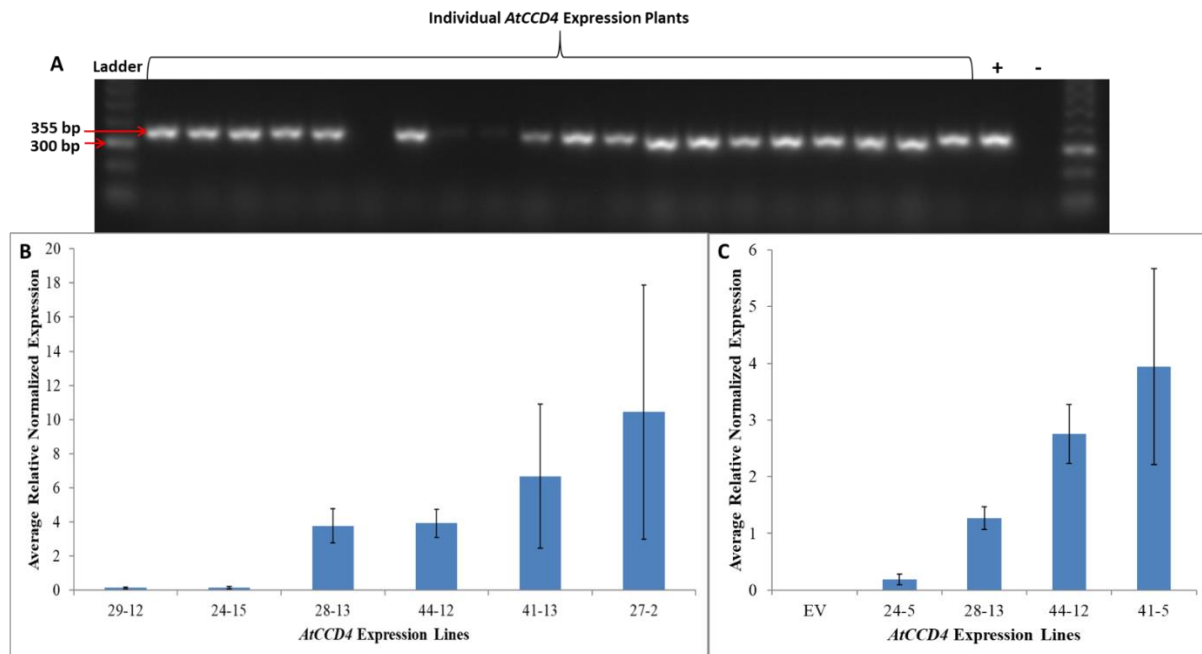 Individual AtCCD4 Expression Plants
A
Ladder
+ -
355 bp
300 bp
B
Average Relative Normalized Expression
20
18
16
14
12
10
8
6
4
2
0
29-12 24-15 28-13 44-12 41-13 27-2
AtCCD4 Expression Lines
C
Average Relative Normalized Expression
6
5
4
3
2
1
0
EV 24-5 28-13 44-12 41-5
AtCCD4 Expression Lines